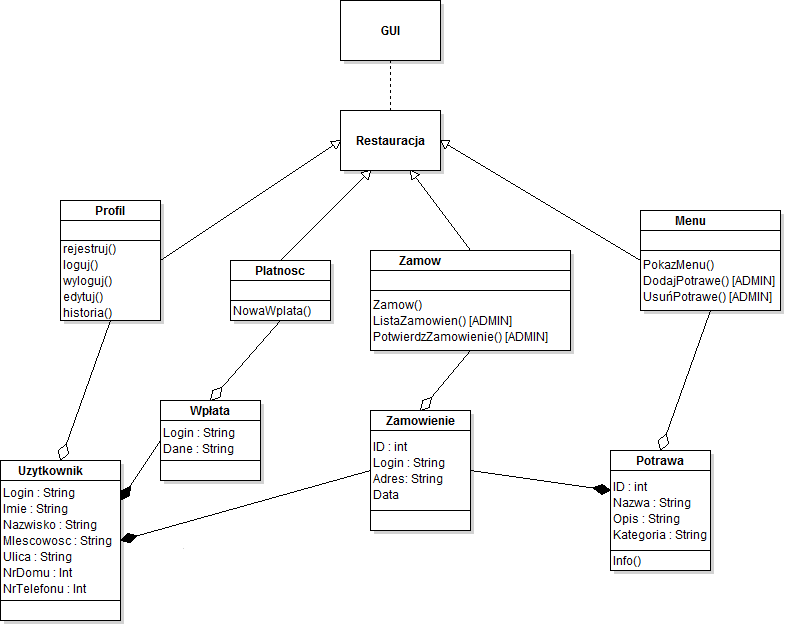 GUI
Restauracja
Profil
rejestruj()
loguj()
wyloguj()
edytuj()
historia()
Platnosc
NowaWplata()
Zamow
Zamow()
ListaZamowien() [ADMIN]
PotwierdzZamowienie() [ADMIN]
Menu
PokazMenu()
DodajPotrawe() [ADMIN]
UsuńPotrawe() [ADMIN]
Uzytkownik
Login : String
Imie : String
Nazwisko : String
MIescowosc : String
Ulica : String
NrDomu : Int
NrTelefonu : Int
Wpłata
Login : String
Dane : String
Zamowienie
ID : int
Login : String
Adres: String
Data
Potrawa
ID : int
Nazwa : String
Opis : String
Kategoria : String
Info()